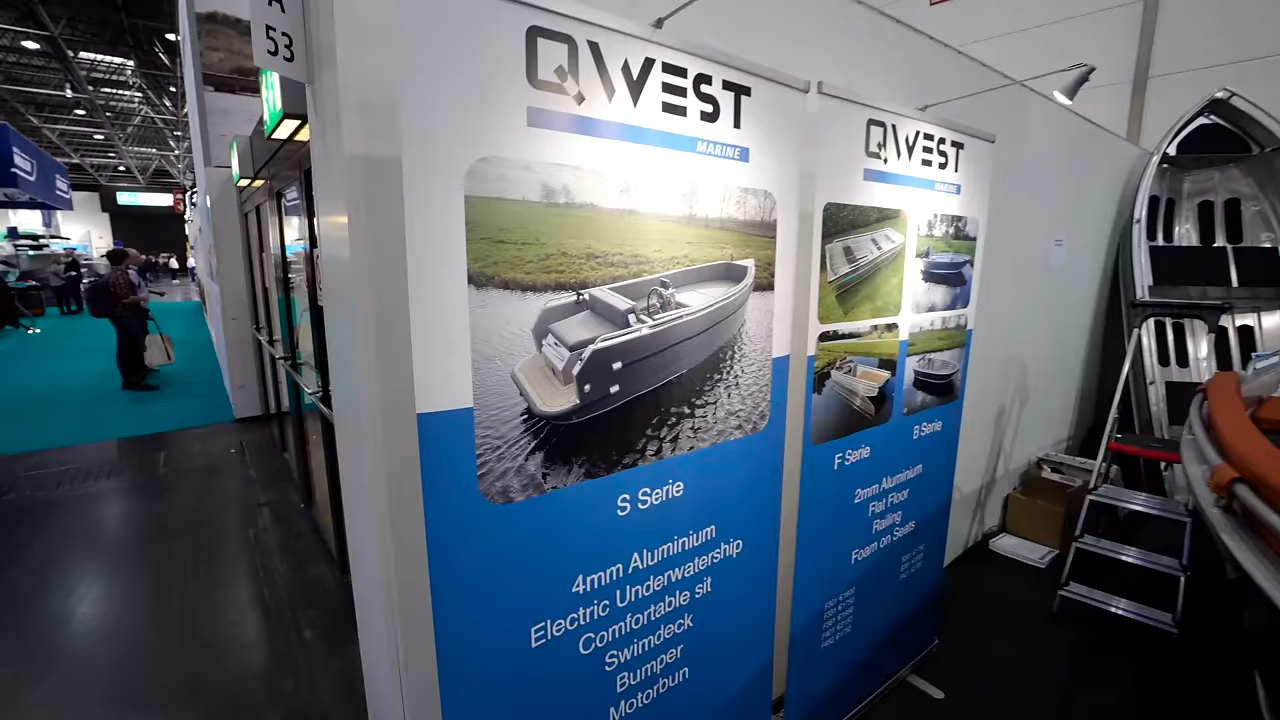 A
53
QWEST
MARINE
S Serie
4mm Aluminium
Electric Underwatership
Comfortable sit
Swimdeck
Bumper
Motorbun
QWEST
MARINE
F Serie
B Serie
2mm Aluminium
Flat Floor
Railing
Foam on Seats